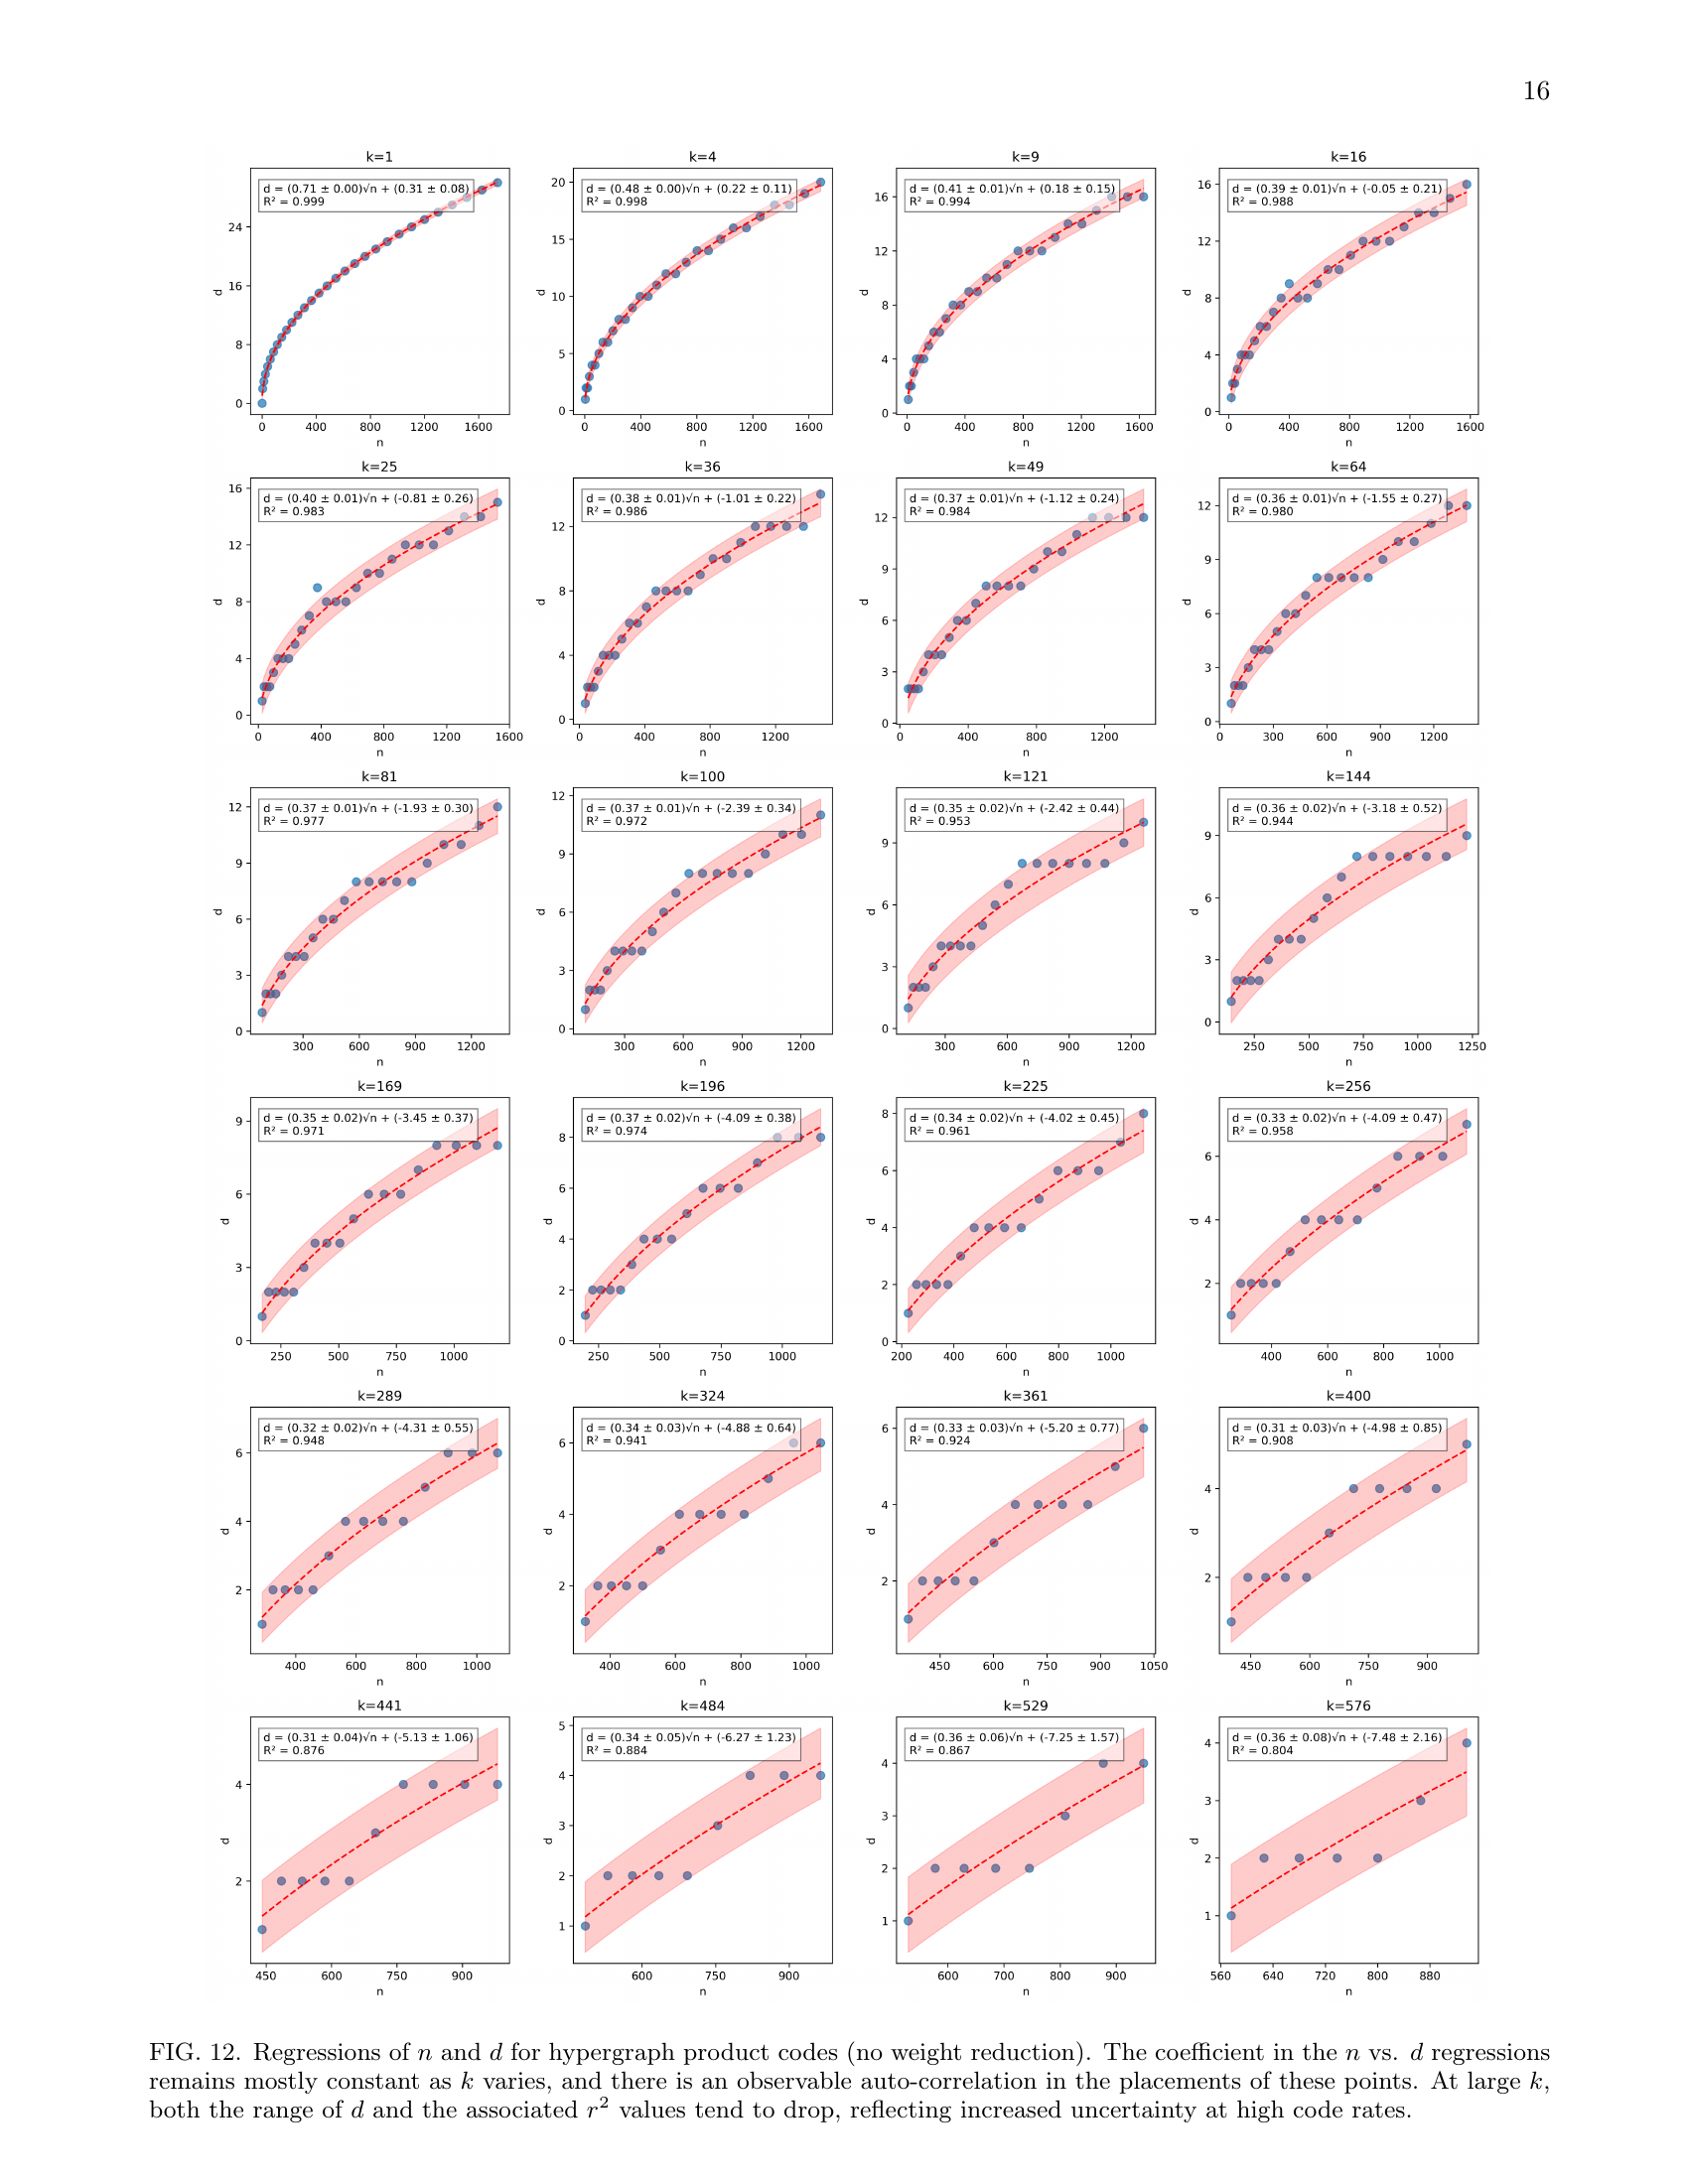 16
k=1
d = (0.71 ± 0.00)√n + (0.31 ± 0.08)
R² = 0.999
d
24
16
8
0
0 400 800 1200 1600
n
k=4
d = (0.48 ± 0.00)√n + (0.22 ± 0.11)
R² = 0.998
d
20
15
10
5
0
0 400 800 1200 1600
n
k=9
d = (0.41 ± 0.01)√n + (0.18 ± 0.15)
R² = 0.994
d
16
12
8
4
0
0 400 800 1200 1600
n
k=16
d = (0.39 ± 0.01)√n + (-0.05 ± 0.21)
R² = 0.988
d
16
12
8
4
0
0 400 800 1200 1600
n
k=25
d = (0.40 ± 0.01)√n + (-0.81 ± 0.26)
R² = 0.983
d
16
12
8
4
0
0 400 800 1200 1600
n
k=36
d = (0.38 ± 0.01)√n + (-1.01 ± 0.22)
R² = 0.986
d
12
8
4
0
0 400 800 1200
n
k=49
d = (0.37 ± 0.01)√n + (-1.12 ± 0.24)
R² = 0.984
d
12
9
6
3
0
0 400 800 1200
n
k=64
d = (0.36 ± 0.01)√n + (-1.55 ± 0.27)
R² = 0.980
d
12
9
6
3
0
0 300 600 900 1200
n
k=81
d = (0.37 ± 0.01)√n + (-1.93 ± 0.30)
R² = 0.977
d
12
9
6
3
0
300 600 900 1200
n
k=100
d = (0.37 ± 0.01)√n + (-2.39 ± 0.34)
R² = 0.972
d
12
9
6
3
0
300 600 900 1200
n
k=121
d = (0.35 ± 0.02)√n + (-2.42 ± 0.44)
R² = 0.953
d
9
6
3
0
300 600 900 1200
n
k=144
d = (0.36 ± 0.02)√n + (-3.18 ± 0.52)
R² = 0.944
d
9
6
3
0
250 500 750 1000 1250
n
k=169
d = (0.35 ± 0.02)√n + (-3.45 ± 0.37)
R² = 0.971
d
9
6
3
0
250 500 750 1000
n
k=196
d = (0.37 ± 0.02)√n + (-4.09 ± 0.38)
R² = 0.974
d
8
6
4
2
0
250 500 750 1000
n
k=225
d = (0.34 ± 0.02)√n + (-4.02 ± 0.45)
R² = 0.961
d
8
6
4
2
0
200 400 600 800 1000
n
k=256
d = (0.33 ± 0.02)√n + (-4.09 ± 0.47)
R² = 0.958
d
6
4
2
400 600 800 1000
n
k=289
d = (0.32 ± 0.02)√n + (-4.31 ± 0.55)
R² = 0.948
d
6
4
2
400 600 800 1000
n
k=324
d = (0.34 ± 0.03)√n + (-4.88 ± 0.64)
R² = 0.941
d
6
4
2
400 600 800 1000
n
k=361
d = (0.33 ± 0.03)√n + (-5.20 ± 0.77)
R² = 0.924
d
6
4
2
450 600 750 900 1050
n
k=400
d = (0.31 ± 0.03)√n + (-4.98 ± 0.85)
R² = 0.908
d
4
2
450 600 750 900
n
k=441
d = (0.31 ± 0.04)√n + (-5.13 ± 1.06)
R² = 0.876
d
4
2
450 600 750 900
n
k=484
d = (0.34 ± 0.05)√n + (-6.27 ± 1.23)
R² = 0.884
d
5
4
3
2
1
600 750 900
n
k=529
d = (0.36 ± 0.06)√n + (-7.25 ± 1.57)
R² = 0.867
d
4
3
2
1
600 700 800 900
n
k=576
d = (0.36 ± 0.08)√n + (-7.48 ± 2.16)
R² = 0.804
d
4
3
2
1
560 640 720 800 880
n
FIG. 12. Regressions of n and d for hypergraph product codes (no weight reduction). The coefficient in the n vs. d regressions
remains mostly constant as k varies, and there is an observable auto-correlation in the placements of these points. At large k,
both the range of d and the associated r² values tend to drop, reflecting increased uncertainty at high code rates.